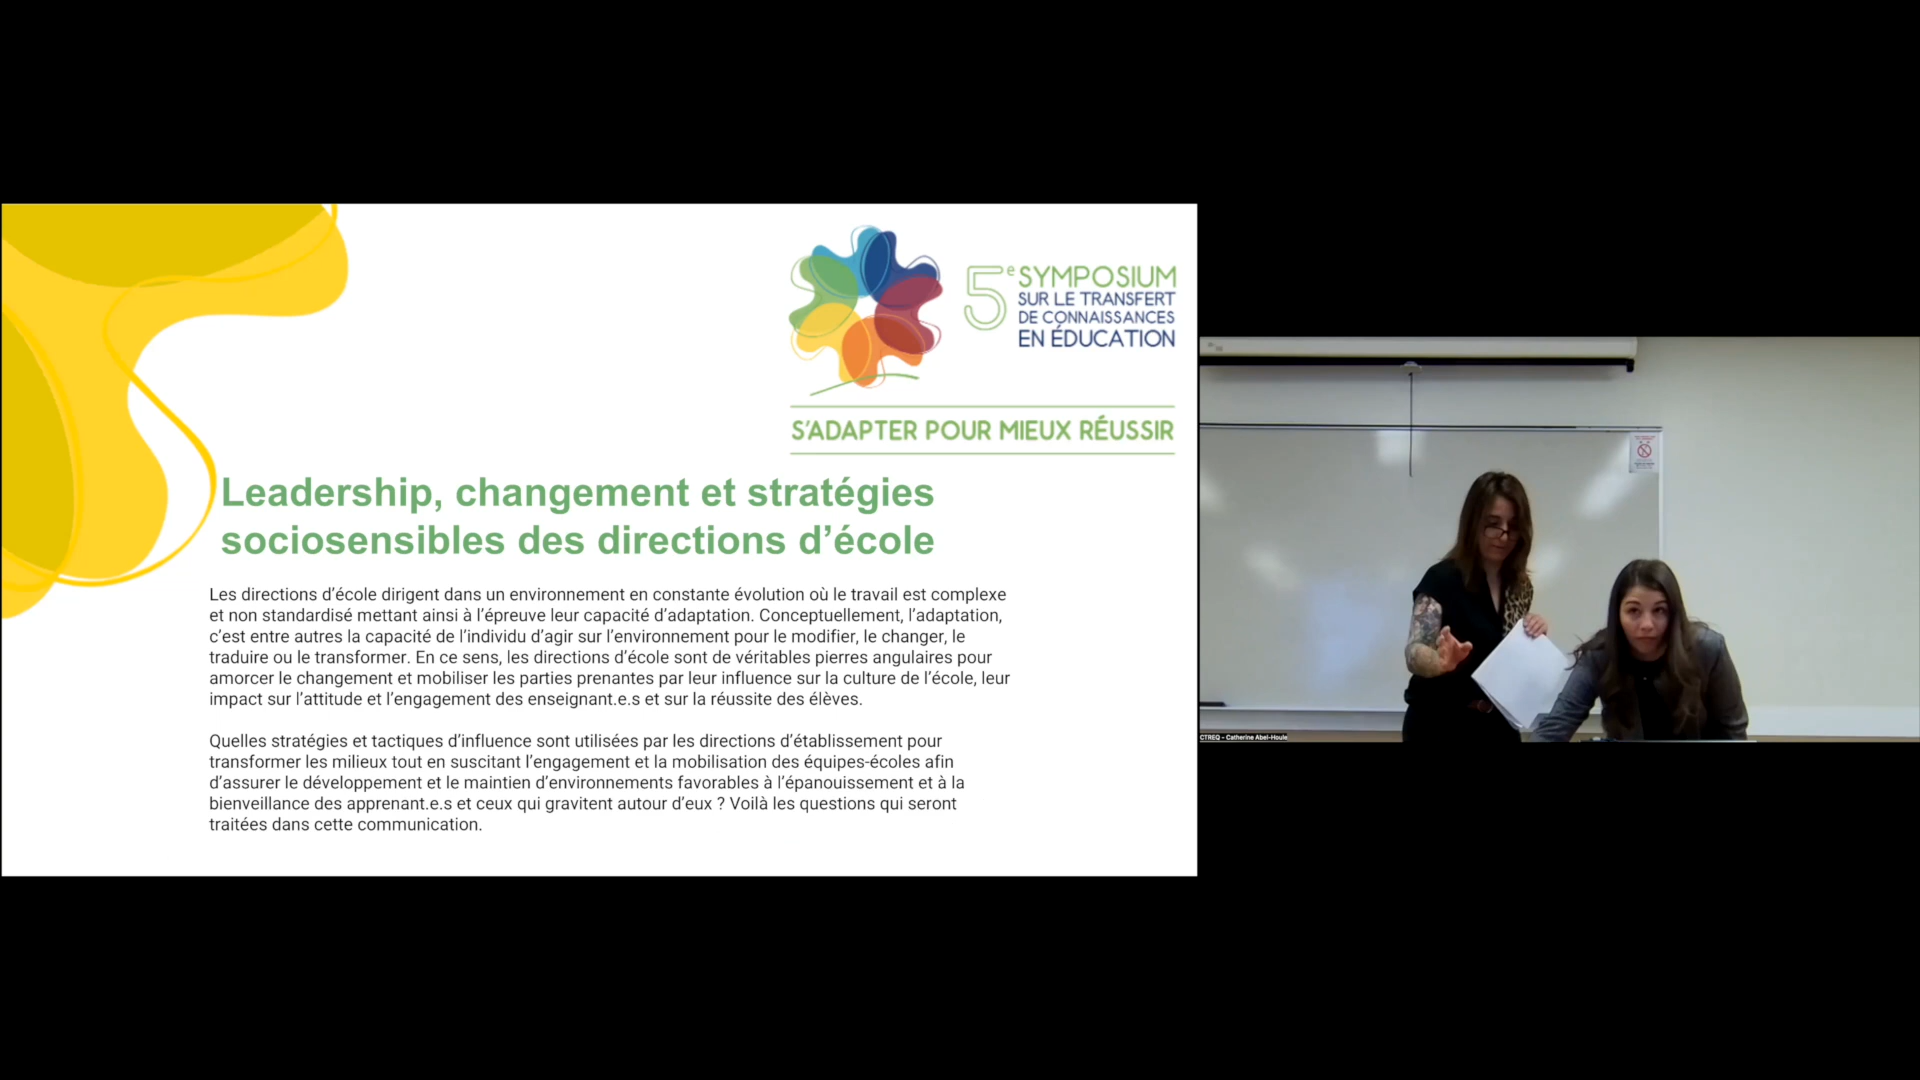 5e SYMPOSIUM
SUR LE TRANSFERT
DE CONNAISSANCES
EN ÉDUCATION
S'ADAPTER POUR MIEUX RÉUSSIR
Leadership, changement et stratégies
sociosensibles des directions d’école
Les directions d’école dirigent dans un environnement en constante évolution où le travail est complexe
et non standardisé mettant ainsi à l’épreuve leur capacité d’adaptation. Conceptuellement, l’adaptation,
c’est entre autres la capacité de l’individu d’agir sur l’environnement pour le modifier, le changer, le
traduire ou le transformer. En ce sens, les directions d’école sont de véritables pierres angulaires pour
amorcer le changement et mobiliser les parties prenantes par leur influence sur la culture de l’école, leur
impact sur l’attitude et l’engagement des enseignant.e.s et sur la réussite des élèves.
Quelles stratégies et tactiques d’influence sont utilisées par les directions d’établissement pour
transformer les milieux tout en suscitant l’engagement et la mobilisation des équipes-écoles afin
d’assurer le développement et le maintien d’environnements favorables à l’épanouissement et à la
bienveillance des apprenant.e.s et ceux qui gravitent autour d’eux ? Voilà les questions qui seront
traitées dans cette communication.
CTREQ - Catherine Abel-Houle